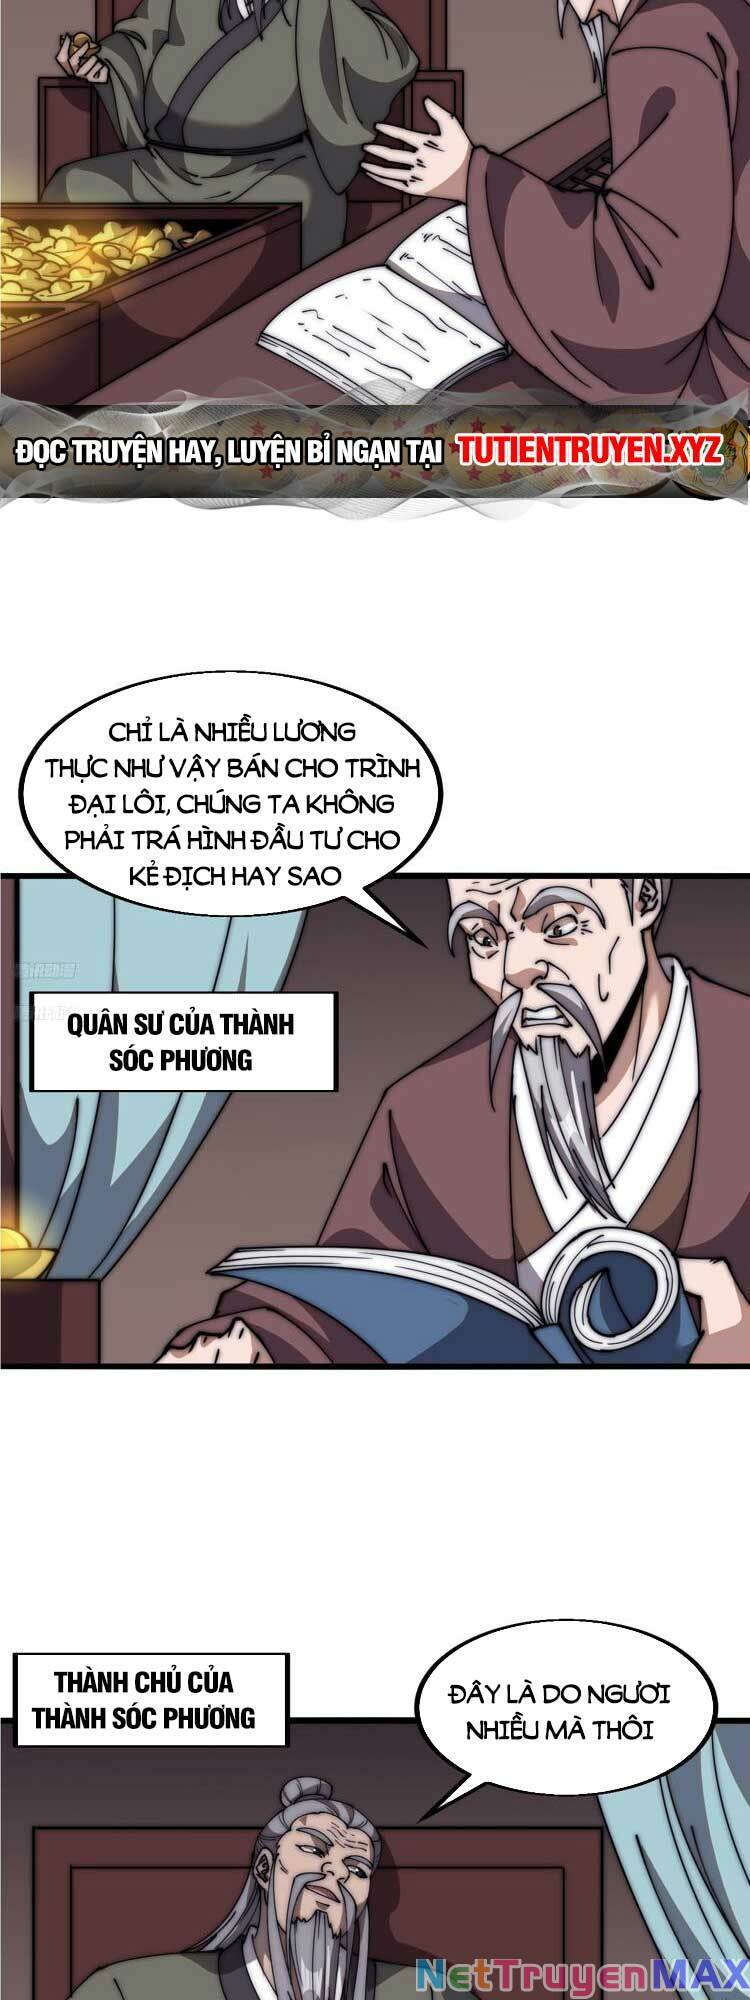 ĐỌC TRUYỆN HAY, LUYỆN BỈ NGẠN TẠI TUTIENTRUYEN.XYZ
CHỈ LÀ NHIỀU LƯƠNG
THỰC NHƯ VẬY BÁN CHO TRÌNH
ĐẠI LÔI, CHÚNG TA KHÔNG
PHẢI TRÁ HÌNH ĐẦU TƯ CHO
KẺ ĐỊCH HAY SAO
QUÂN SƯ CỦA THÀNH
SÓC PHƯƠNG
THÀNH CHỦ CỦA
THÀNH SÓC PHƯƠNG
ĐÂY LÀ DO NGƯƠI
NHIỀU MÀ THÔI
NETTRUYENMAX